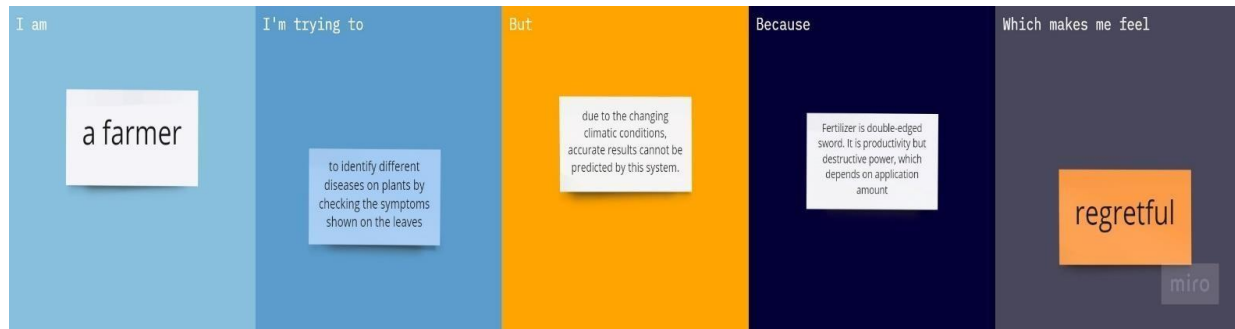 I am
a farmer
I'm trying to
to identify different
diseases on plants by
checking the symptoms
shown on the leaves
But
due to the changing
climatic conditions,
accurate results cannot be
predicted by this system.
Because
Fertilizer is double-edged
sword. It is productivity but
destructive power, which
depends on application
amount
Which makes me feel
regretful
miro